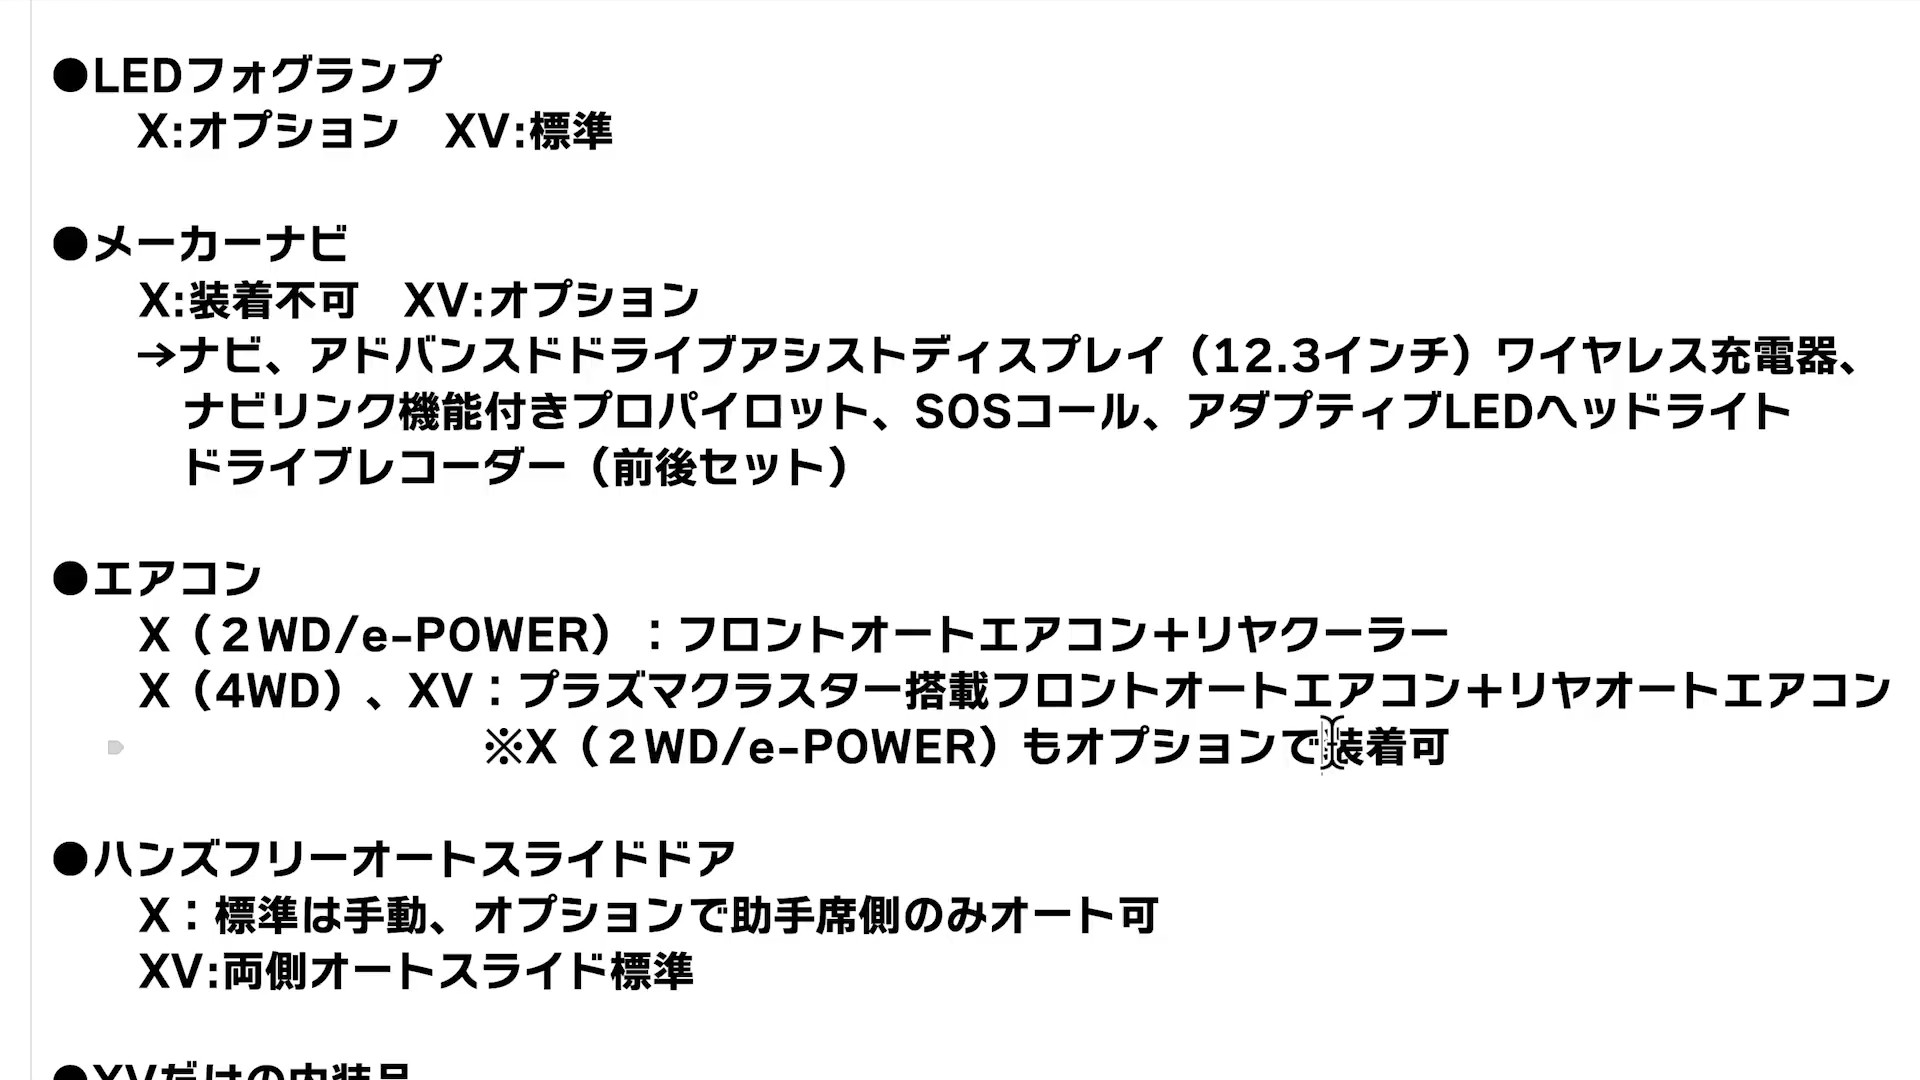 ●LEDフォグランプ
X:オプション　XV:標準
●メーカーナビ
X:装着不可　XV:オプション
→ナビ、アドバンスドドライブアシストディスプレイ（12.3インチ）ワイヤレス充電器、
ナビリンク機能付きプロパイロット、SOSコール、アダプティブLEDヘッドライト
ドライブレコーダー（前後セット）
●エアコン
X（２WD/e-POWER）：フロントオートエアコン＋リヤクーラー
X（4WD）、XV：プラズマクラスター搭載フロントオートエアコン＋リヤオートエアコン
※X（２WD/e-POWER）もオプションで装着可
●ハンズフリーオートスライドドア
X：標準は手動、オプションで助手席側のみオート可
XV:両側オートスライド標準
●XVだけの内装品